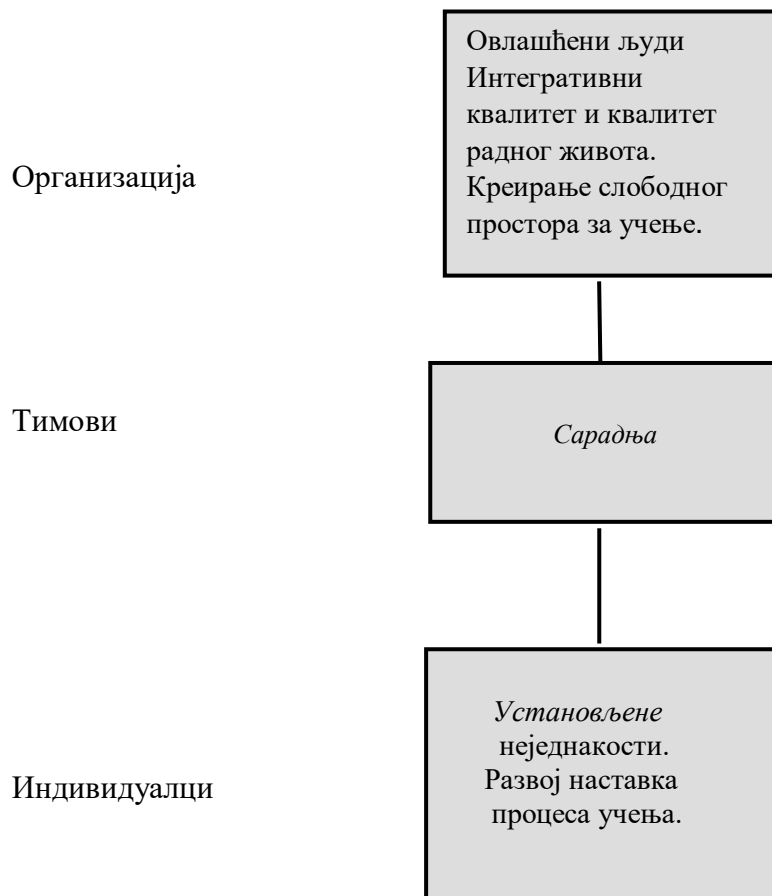 Овлашћени људи
Интегративни
квалитет и квалитет
радног живота.
Организација
Креирање слободног
простора за учење.
Тимови
Сарадња
Установљене
неједнакости.
Развој наставка
Индивидуалци
процеса учења.